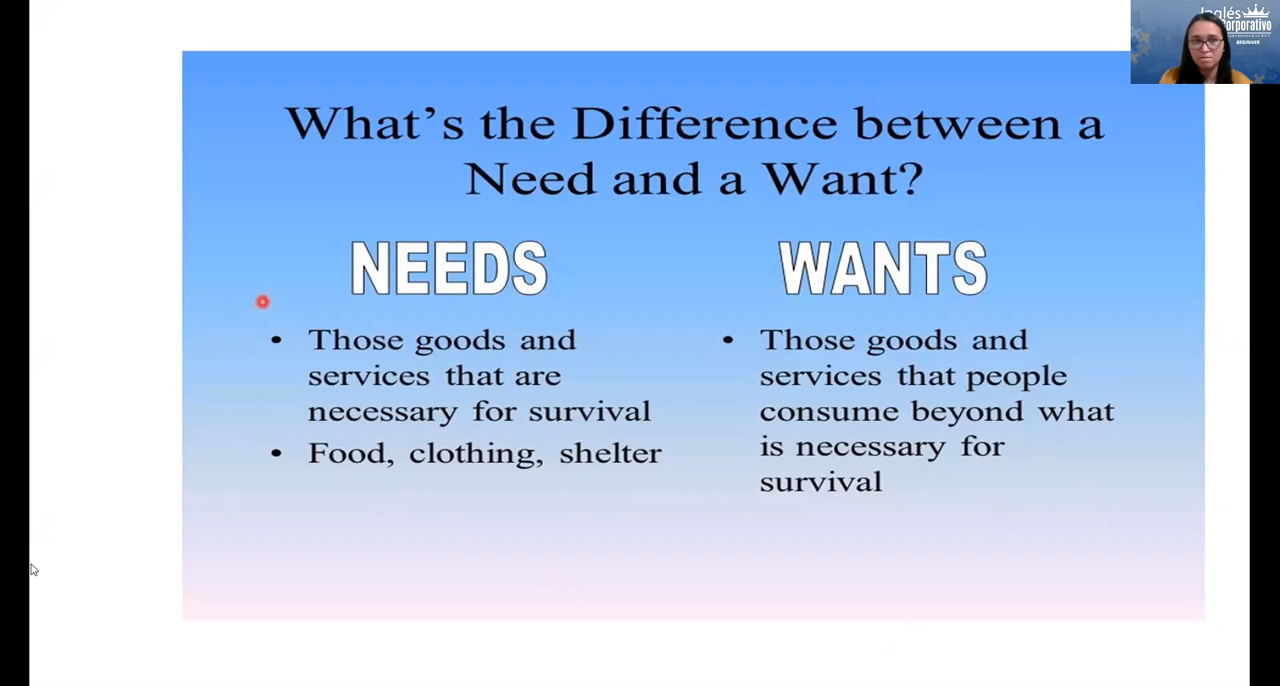 Inglés
Corporativo
BEGINNER
What's the Difference between a
Need and a Want?
NEEDS
WANTS
• Those goods and
services that are
necessary for survival
• Food, clothing, shelter
• Those goods and
services that people
consume beyond what
is necessary for
survival